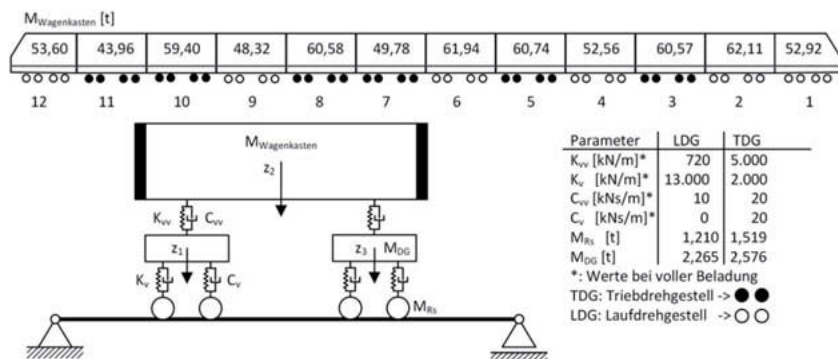 M Wagenkasten [t]
53,60 43,96 59,40 48,32 60,58 49,78 61,94 60,74 52,56 60,57 62,11 52,92
12 11 10 9 8 7 6 5 4 3 2 1
M Wagenkasten
z2
Kvv Cvv
z1 z3 MDG
Kv Cv
MRs
Parameter LDG TDG
Kvv [kN/m]* 720 5.000
Kv [kN/m]* 13.000 2.000
Cvv [kNs/m]* 10 20
Cv [kNs/m]* 0 20
MRs [t] 1,210 1,519
MDG [t] 2,265 2,576
*: Werte bei voller Beladung
TDG: Triebdrehgestell ->
LDG: Laufdrehgestell ->